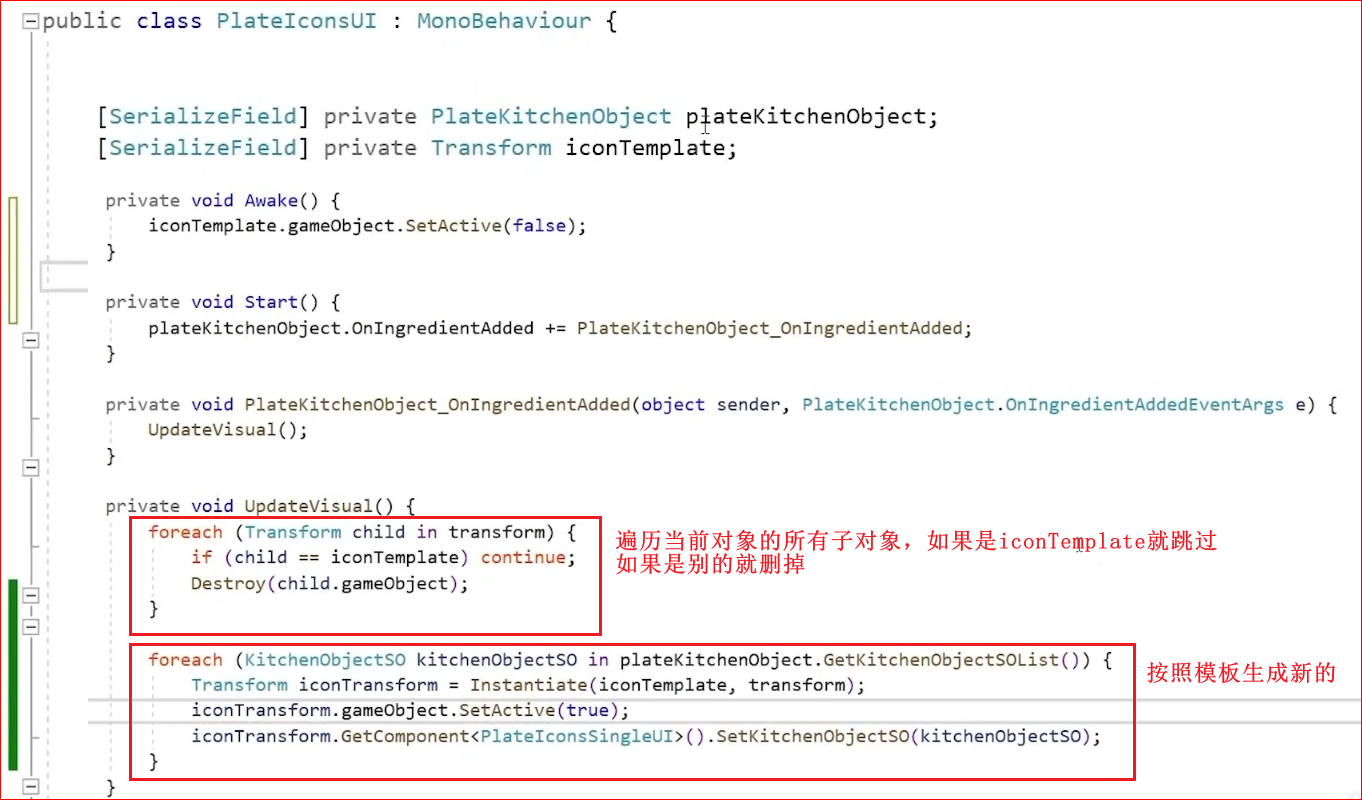 public class PlateIconsUI : MonoBehaviour {
[SerializeField] private PlateKitchenObject plateKitchenObject;
[SerializeField] private Transform iconTemplate;
private void Awake() {
iconTemplate.gameObject.SetActive(false);
}
private void Start() {
plateKitchenObject.OnIngredientAdded += PlateKitchenObject_OnIngredientAdded;
}
private void PlateKitchenObject_OnIngredientAdded(object sender, PlateKitchenObject.OnIngredientAddedEventArgs e) {
UpdateVisual();
}
private void UpdateVisual() {
foreach (Transform child in transform) {
if (child == iconTemplate) continue;
Destroy(child.gameObject);
}
遍历当前对象的所有子对象，如果是iconTemplate就跳过
如果是别的就删掉
foreach (KitchenObjectSO kitchenObjectSO in plateKitchenObject.GetKitchenObjectSOList()) {
Transform iconTransform = Instantiate(iconTemplate, transform);
iconTransform.gameObject.SetActive(true);
iconTransform.GetComponent<PlateIconsSingleUI>().SetKitchenObjectSO(kitchenObjectSO);
}
按照模板生成新的
}